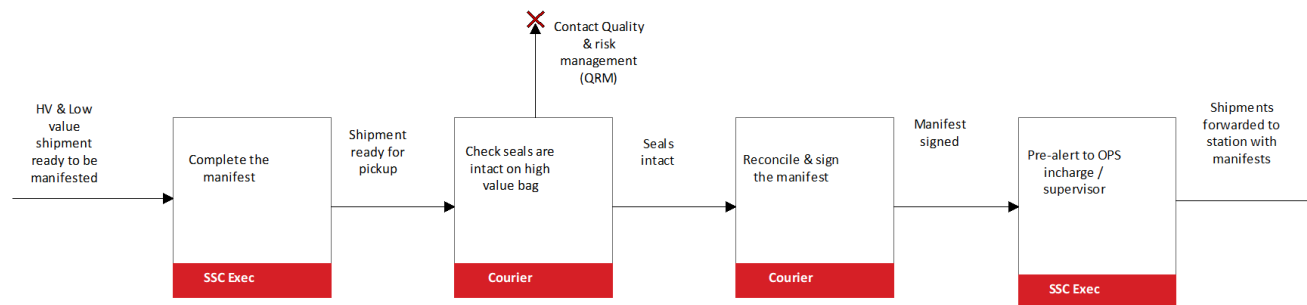 Contact Quality
& risk
management
(QRM)
HV & Low
value
shipment
ready to be
manifested
Complete the
manifest
SSC Exec
Shipment
ready for
pickup
Check seals are
intact on high
value bag
Courier
Seals
intact
Reconcile & sign
the manifest
Courier
Manifest
signed
Pre-alert to OPS
incharge /
supervisor
SSC Exec
Shipments
forwarded to
station with
manifests